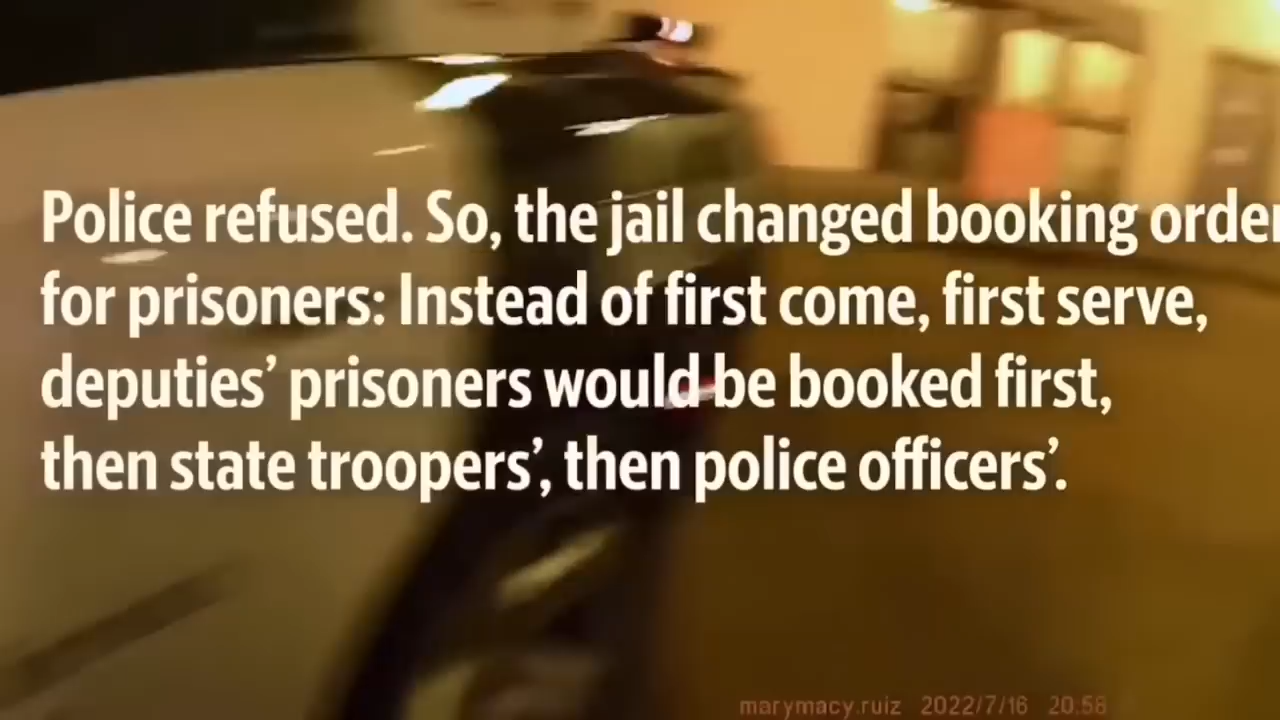 Police refused. So, the jail changed booking order
for prisoners: Instead of first come, first serve,
deputies’ prisoners would be booked first,
then state troopers’, then police officers’.
marymacy.ruiz 2022/7/16 20:58